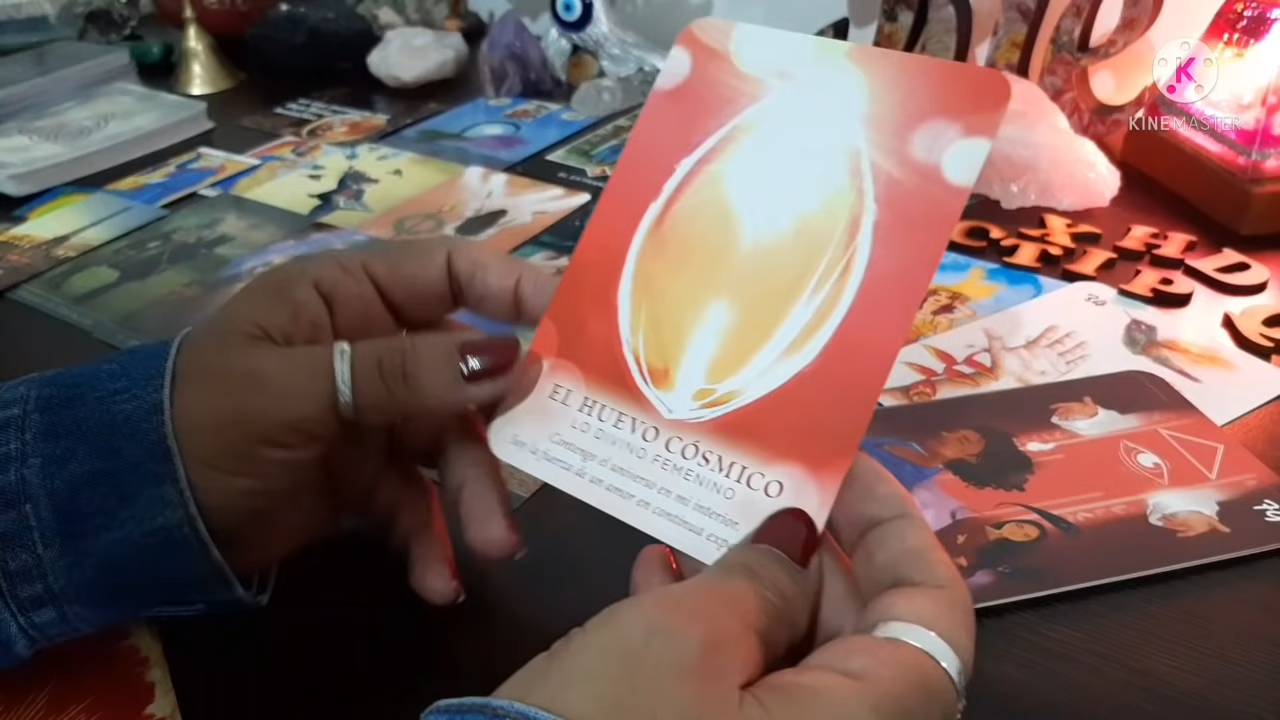 K
KINEMASTER
EL HUEVO CÓSMICO
LO DIVINO FEMENINO
Contengo el universo en mi interior.
Soy la fuerza de un amor en continua
34
X H D
C T I P